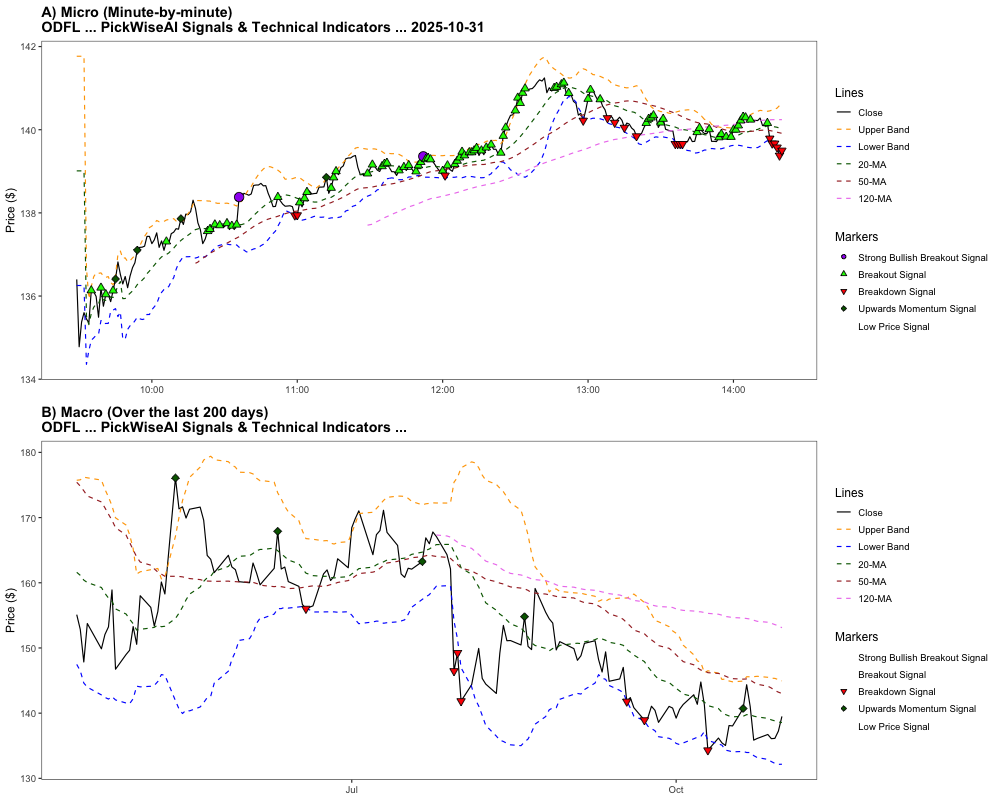 A) Micro (Minute-by-minute)
ODFL ... PickWiseAI Signals & Technical Indicators ... 2025-10-31
Price ($)
142
140
138
136
134
10:00
11:00
12:00
13:00
14:00
Lines
Close
Upper Band
Lower Band
20-MA
50-MA
120-MA
Markers
Strong Bullish Breakout Signal
Breakout Signal
Breakdown Signal
Upwards Momentum Signal
Low Price Signal
B) Macro (Over the last 200 days)
ODFL ... PickWiseAI Signals & Technical Indicators ...
Price ($)
180
170
160
150
140
130
Jul
Oct
Lines
Close
Upper Band
Lower Band
20-MA
50-MA
120-MA
Markers
Strong Bullish Breakout Signal
Breakout Signal
Breakdown Signal
Upwards Momentum Signal
Low Price Signal